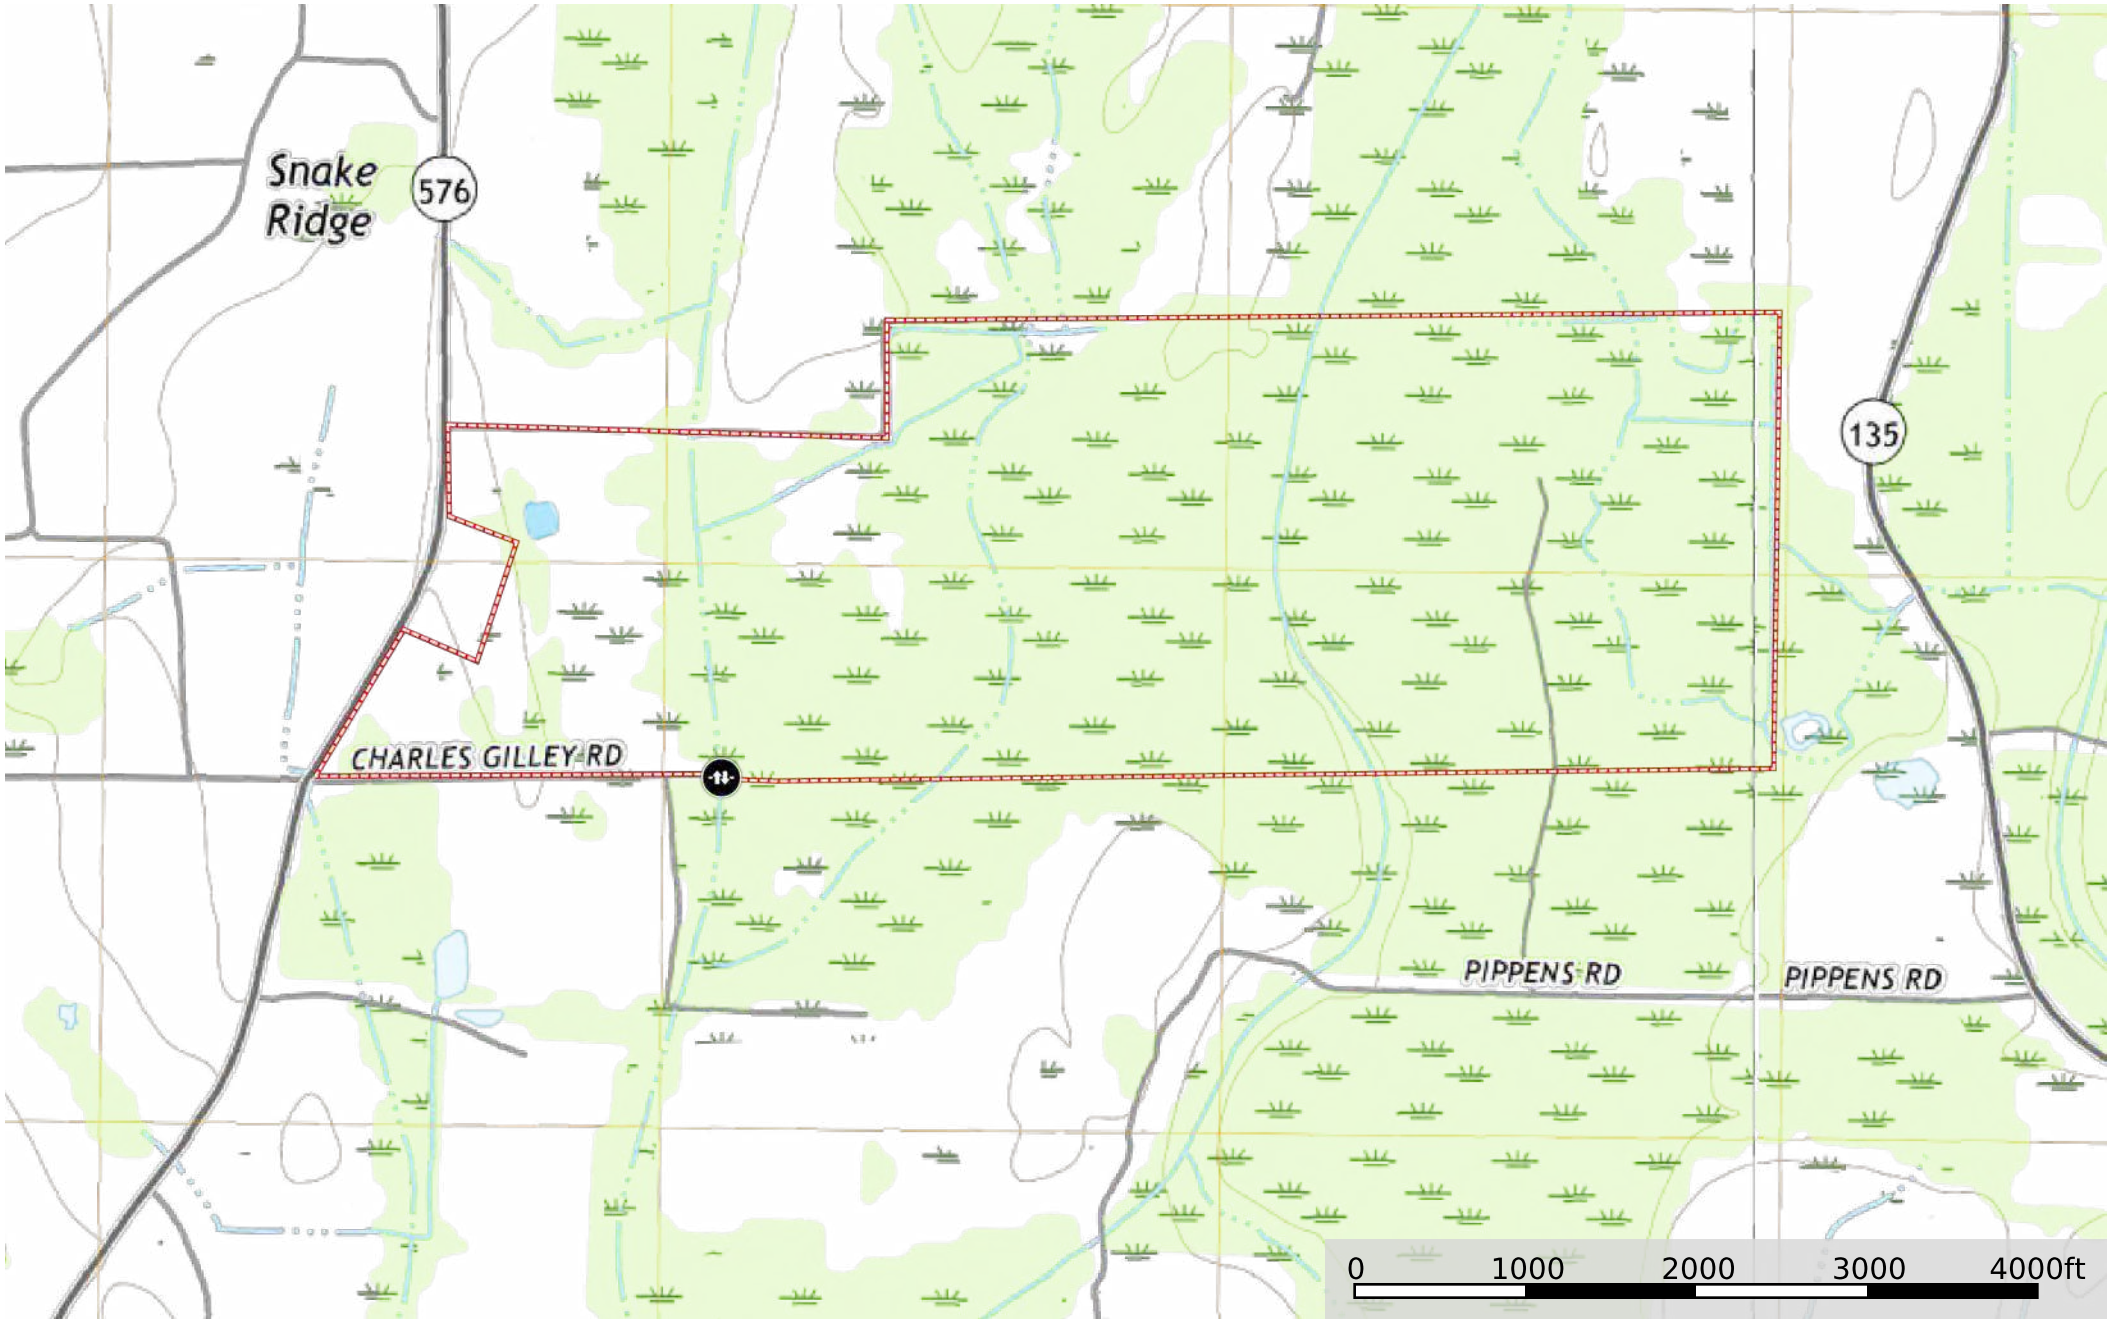 Snake
Ridge
576
135
CHARLES GILLEY RD
PIPPENS RD
PIPPENS RD
0 1000 2000 3000 4000ft